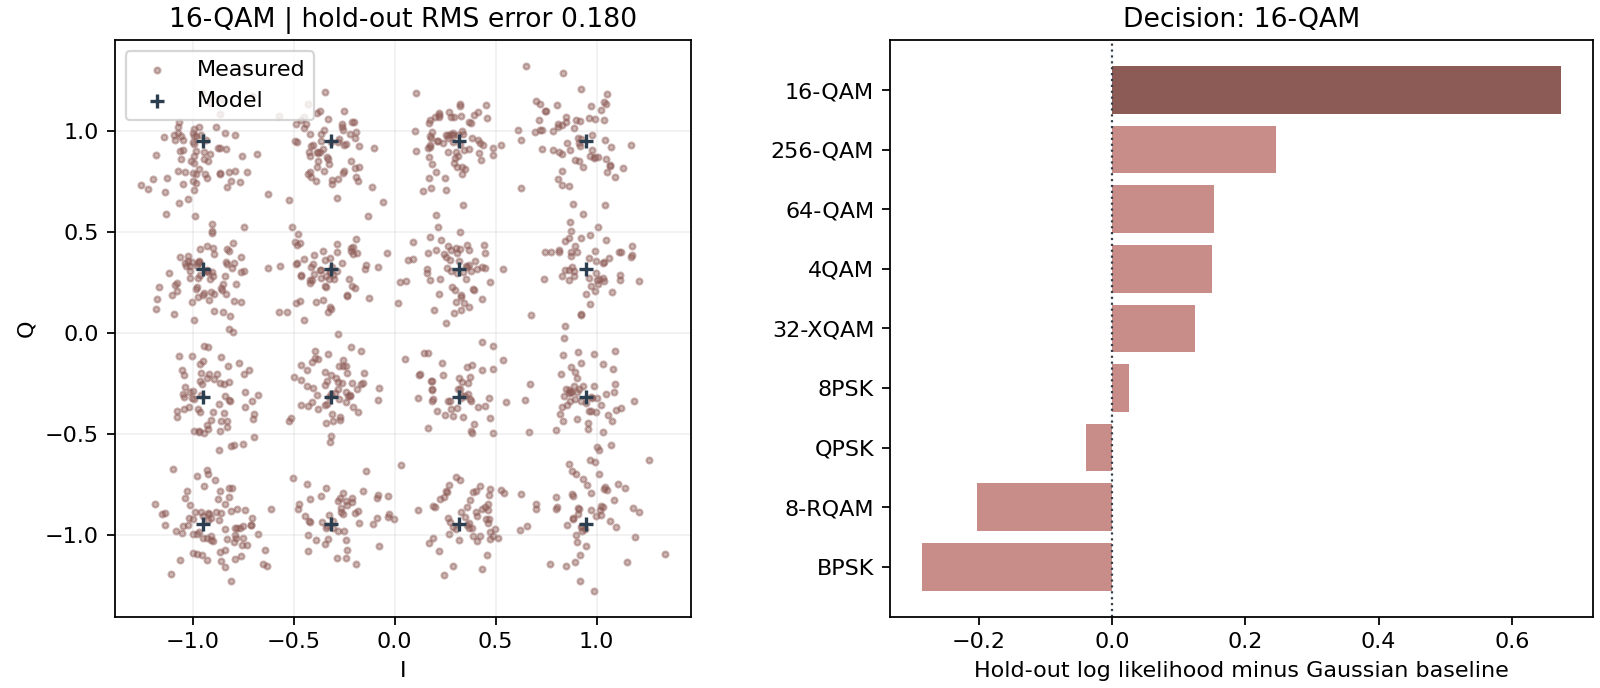 16-QAM | hold-out RMS error 0.180
Measured
Model
1.0
0.5
0.0
−0.5
−1.0
Q
−1.0
−0.5
0.0
0.5
1.0
I
Decision: 16-QAM
16-QAM
256-QAM
64-QAM
4QAM
32-XQAM
8PSK
QPSK
8-RQAM
BPSK
−0.2
0.0
0.2
0.4
0.6
Hold-out log likelihood minus Gaussian baseline